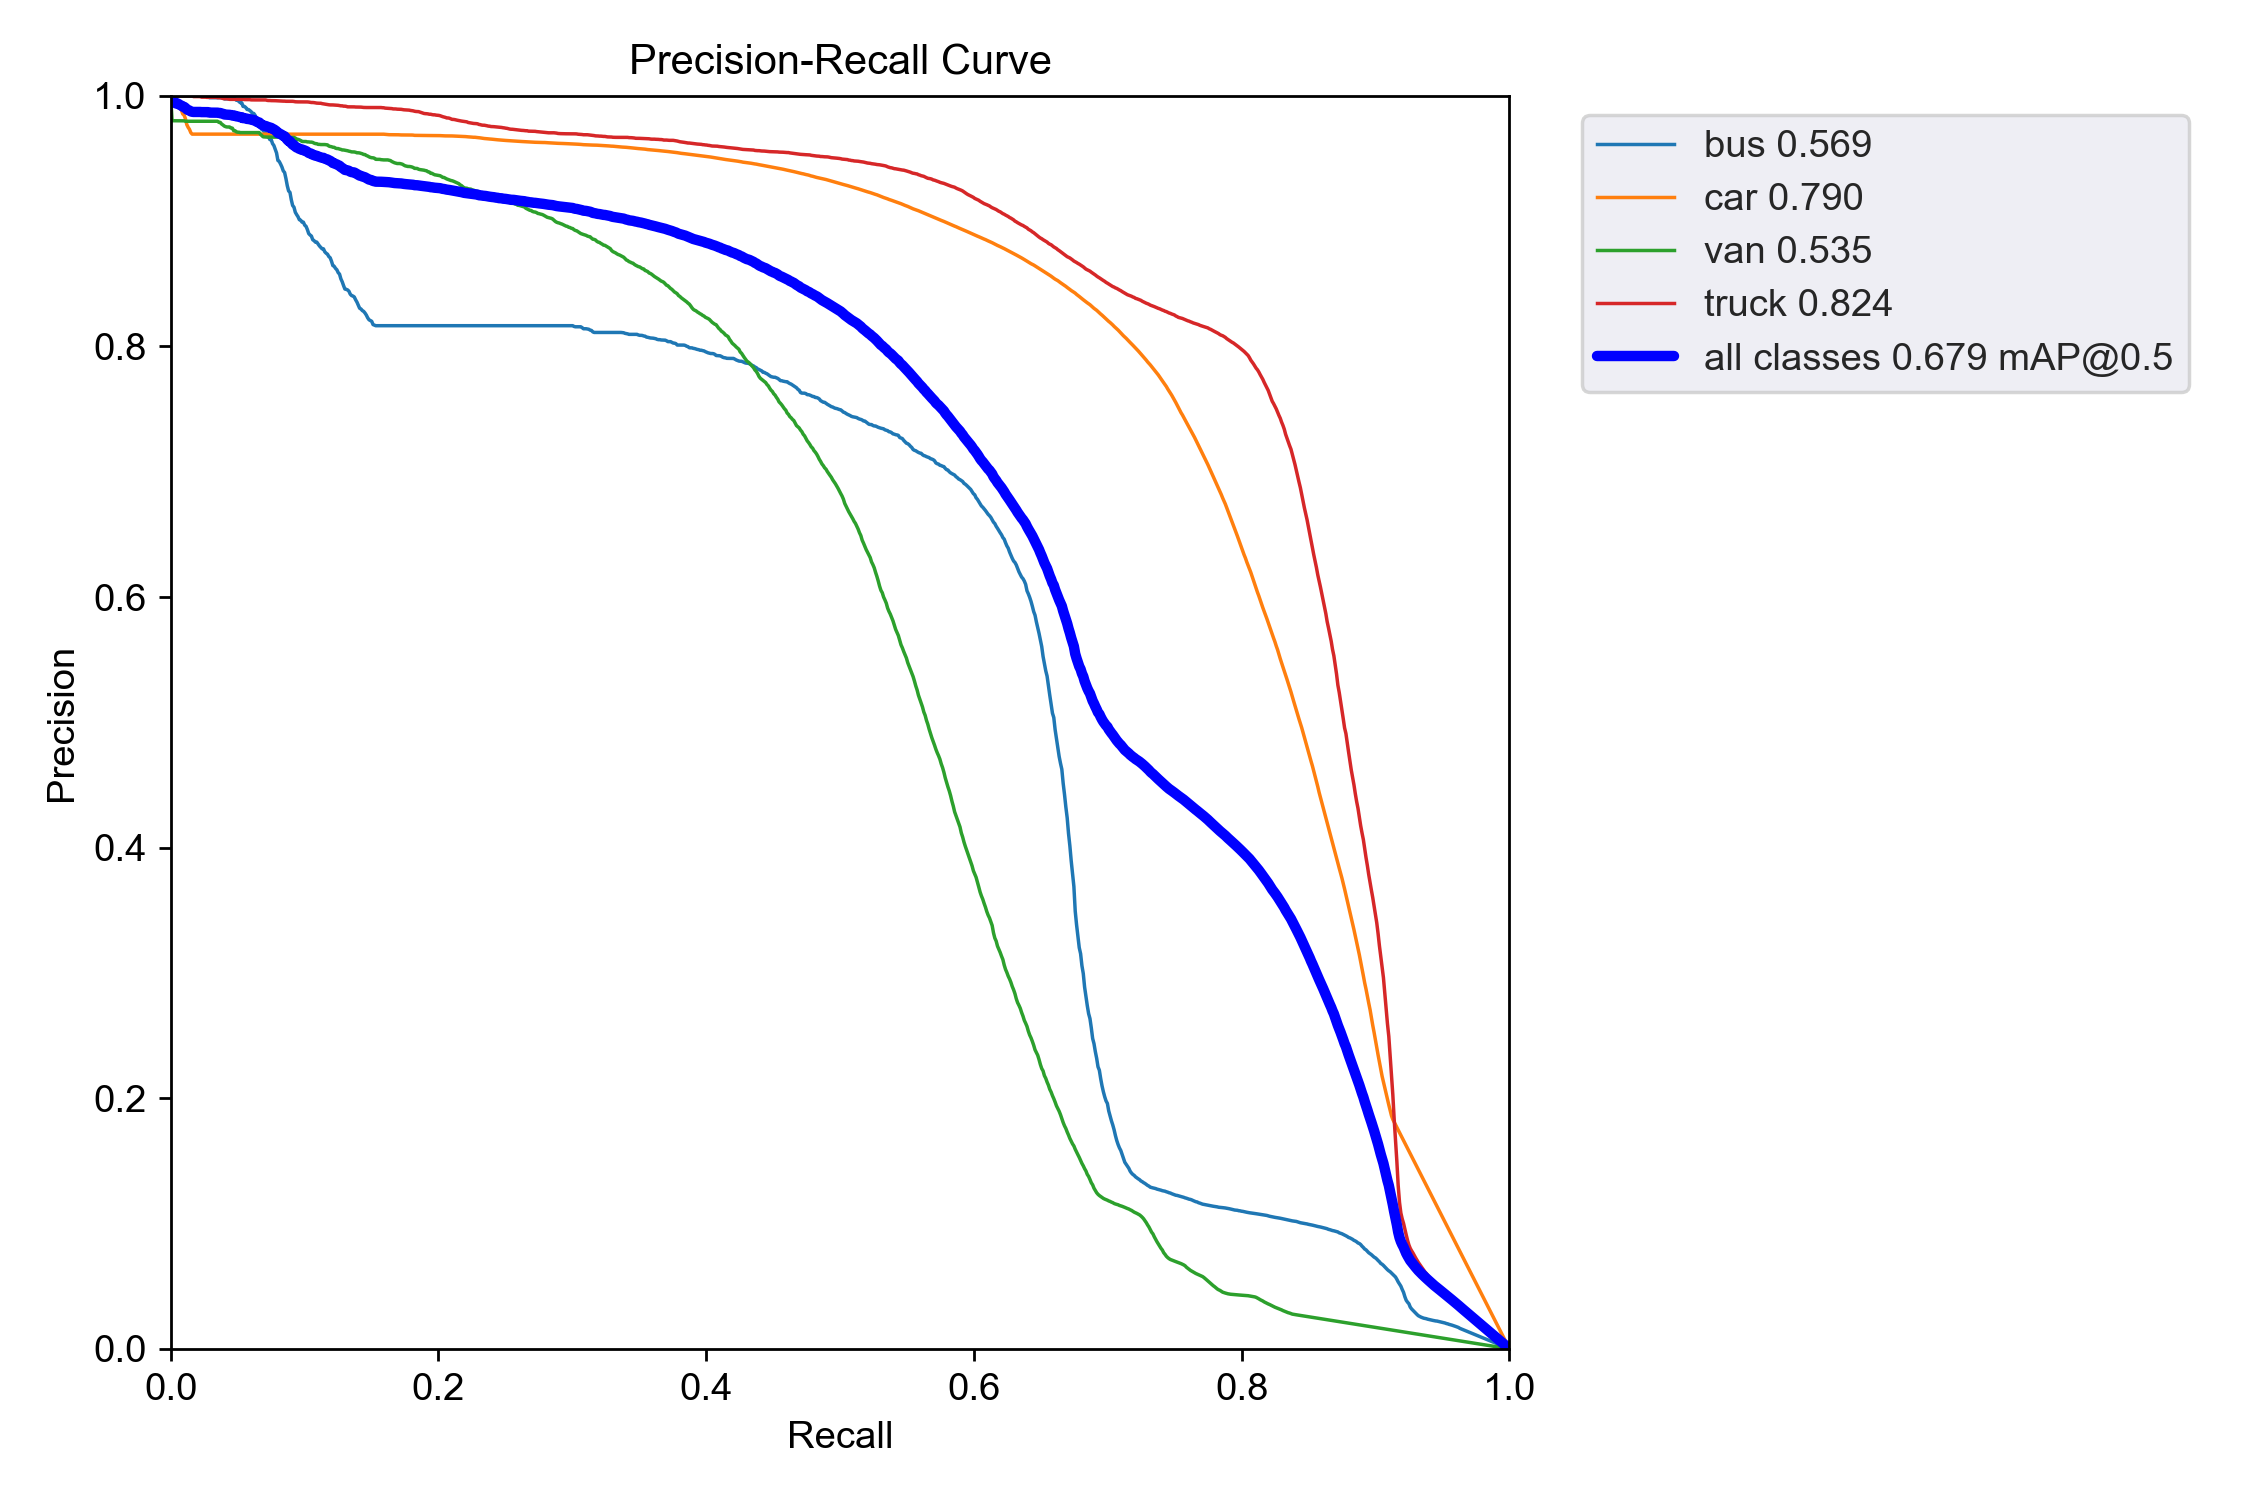 Precision-Recall Curve
1.0
0.8
0.6
0.4
0.2
0.0
Precision
0.0 0.2 0.4 0.6 0.8 1.0
Recall
bus 0.569
car 0.790
van 0.535
truck 0.824
all classes 0.679 mAP@0.5